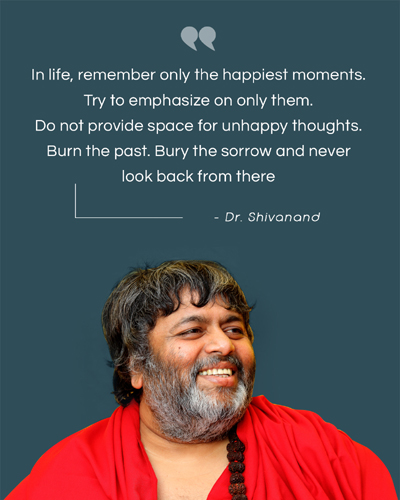 In life, remember only the happiest moments.
Try to emphasize on only them.
Do not provide space for unhappy thoughts.
Burn the past. Bury the sorrow and never
look back from there
- Dr. Shivanand